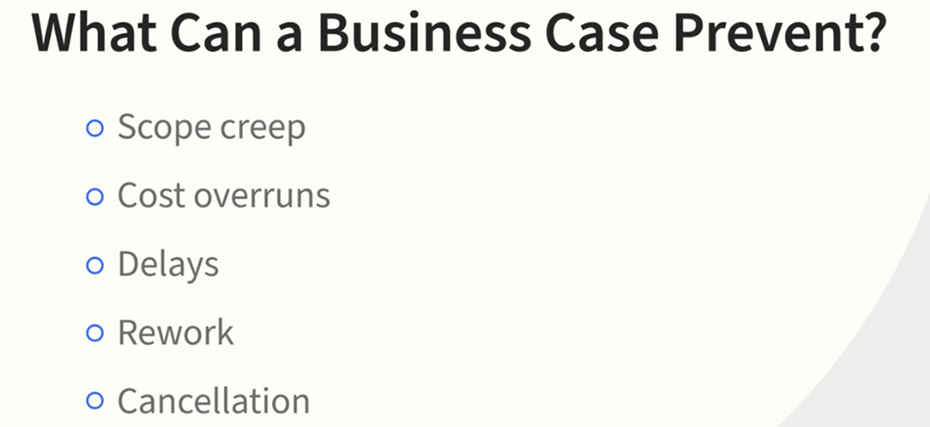 What Can a Business Case Prevent?
Scope creep
Cost overruns
Delays
Rework
Cancellation